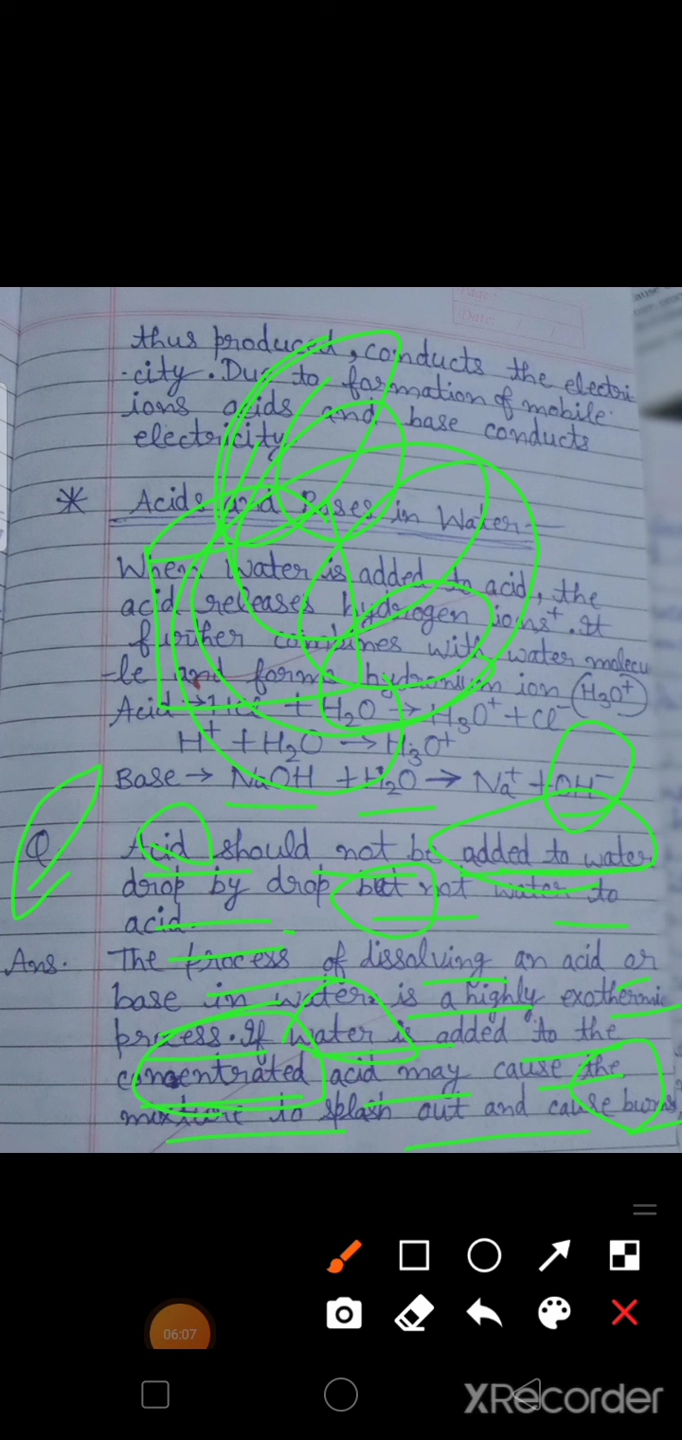 Page:
Date:
thus produced, conducts the electri
-city. Due to formation of mobile
ions acids and base conducts
electricity
* Acids and Bases in Water-
When water is added to acid, the
acid releases hydrogen ions+. It
further combines with water molecu
-le and forms hydronium ion (H3O+)
Acid → + H2O → H3O+ + Cl-
H+ + H2O → H3O+
Base → NaOH + H2O → Na+ + OH-
Q Acid should not be added to water
drop by drop but not water to
acid.
Ans. The process of dissolving an acid or
base in water is a highly exothermic
process. If water is added to the
concentrated acid may cause the
mixture to splash out and cause burns,
06:07
XRecorder